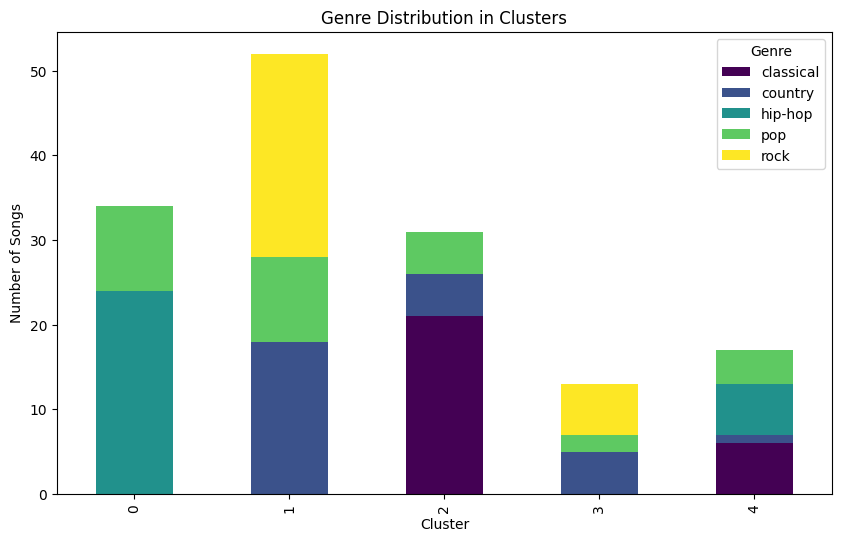 Genre Distribution in Clusters
Number of Songs
50
40
30
20
10
0
Genre
classical
country
hip-hop
pop
rock
0
1
2
3
4
Cluster